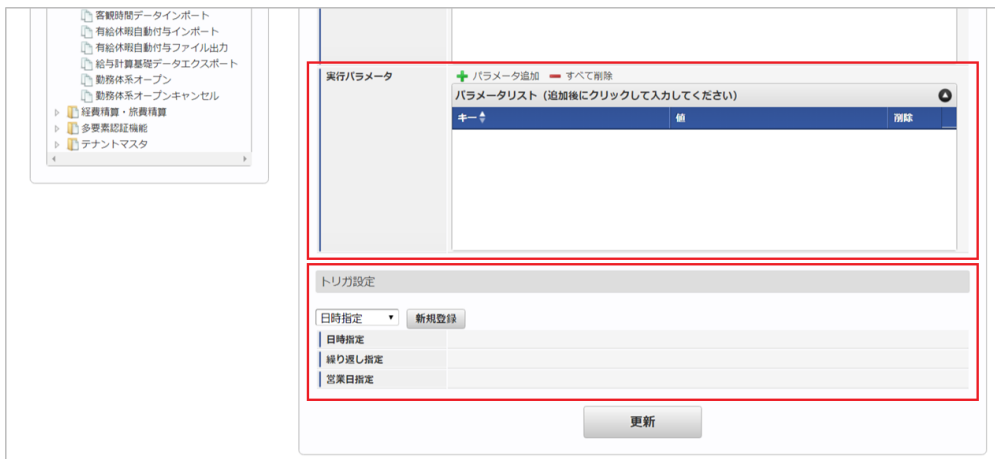 客観時間データインポート
有給休暇自動付与インポート
有給休暇自動付与ファイル出力
給与計算基礎データエクスポート
勤務体系オープン
勤務体系オープンキャンセル
経費精算・旅費精算
多要素認証機能
テナントマスタ
実行パラメータ
パラメータ追加 すべて削除
パラメータリスト（追加後にクリックして入力してください）
キー 値 削除
トリガ設定
日時指定 新規登録
日時指定
繰り返し指定
営業日指定
更新